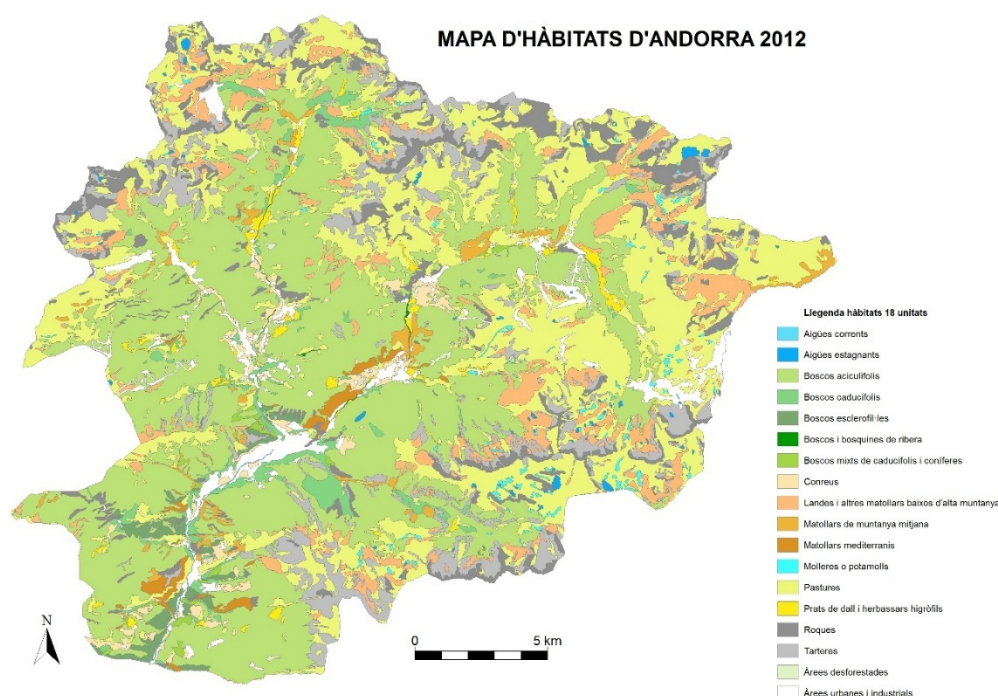 MAPA D'HÀBITATS D'ANDORRA 2012
Llegenda hàbitats 18 unitats
Aigües corrents
Aigües estagnants
Boscos aciculifolis
Boscos caducifolis
Boscos esclerofil·les
Boscos i bosquines de ribera
Boscos mixts de caducifolis i coníferes
Conreus
Landes i altres matollars baixos d'alta muntanya
Matollars de muntanya mitjana
Matollars mediterranis
Molleres o potamolls
Pastures
Prats de dall i herbassars higròfils
Roques
Tarteres
Àrees desforestades
Àrees urbanes i industrials
N
0 5 km